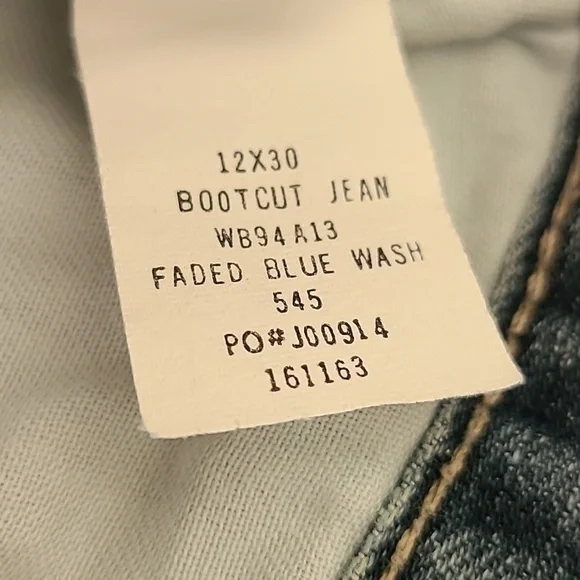 12X30
BOOTCUT JEAN
WB94A13
FADED BLUE WASH
545
PO#J00914
161163